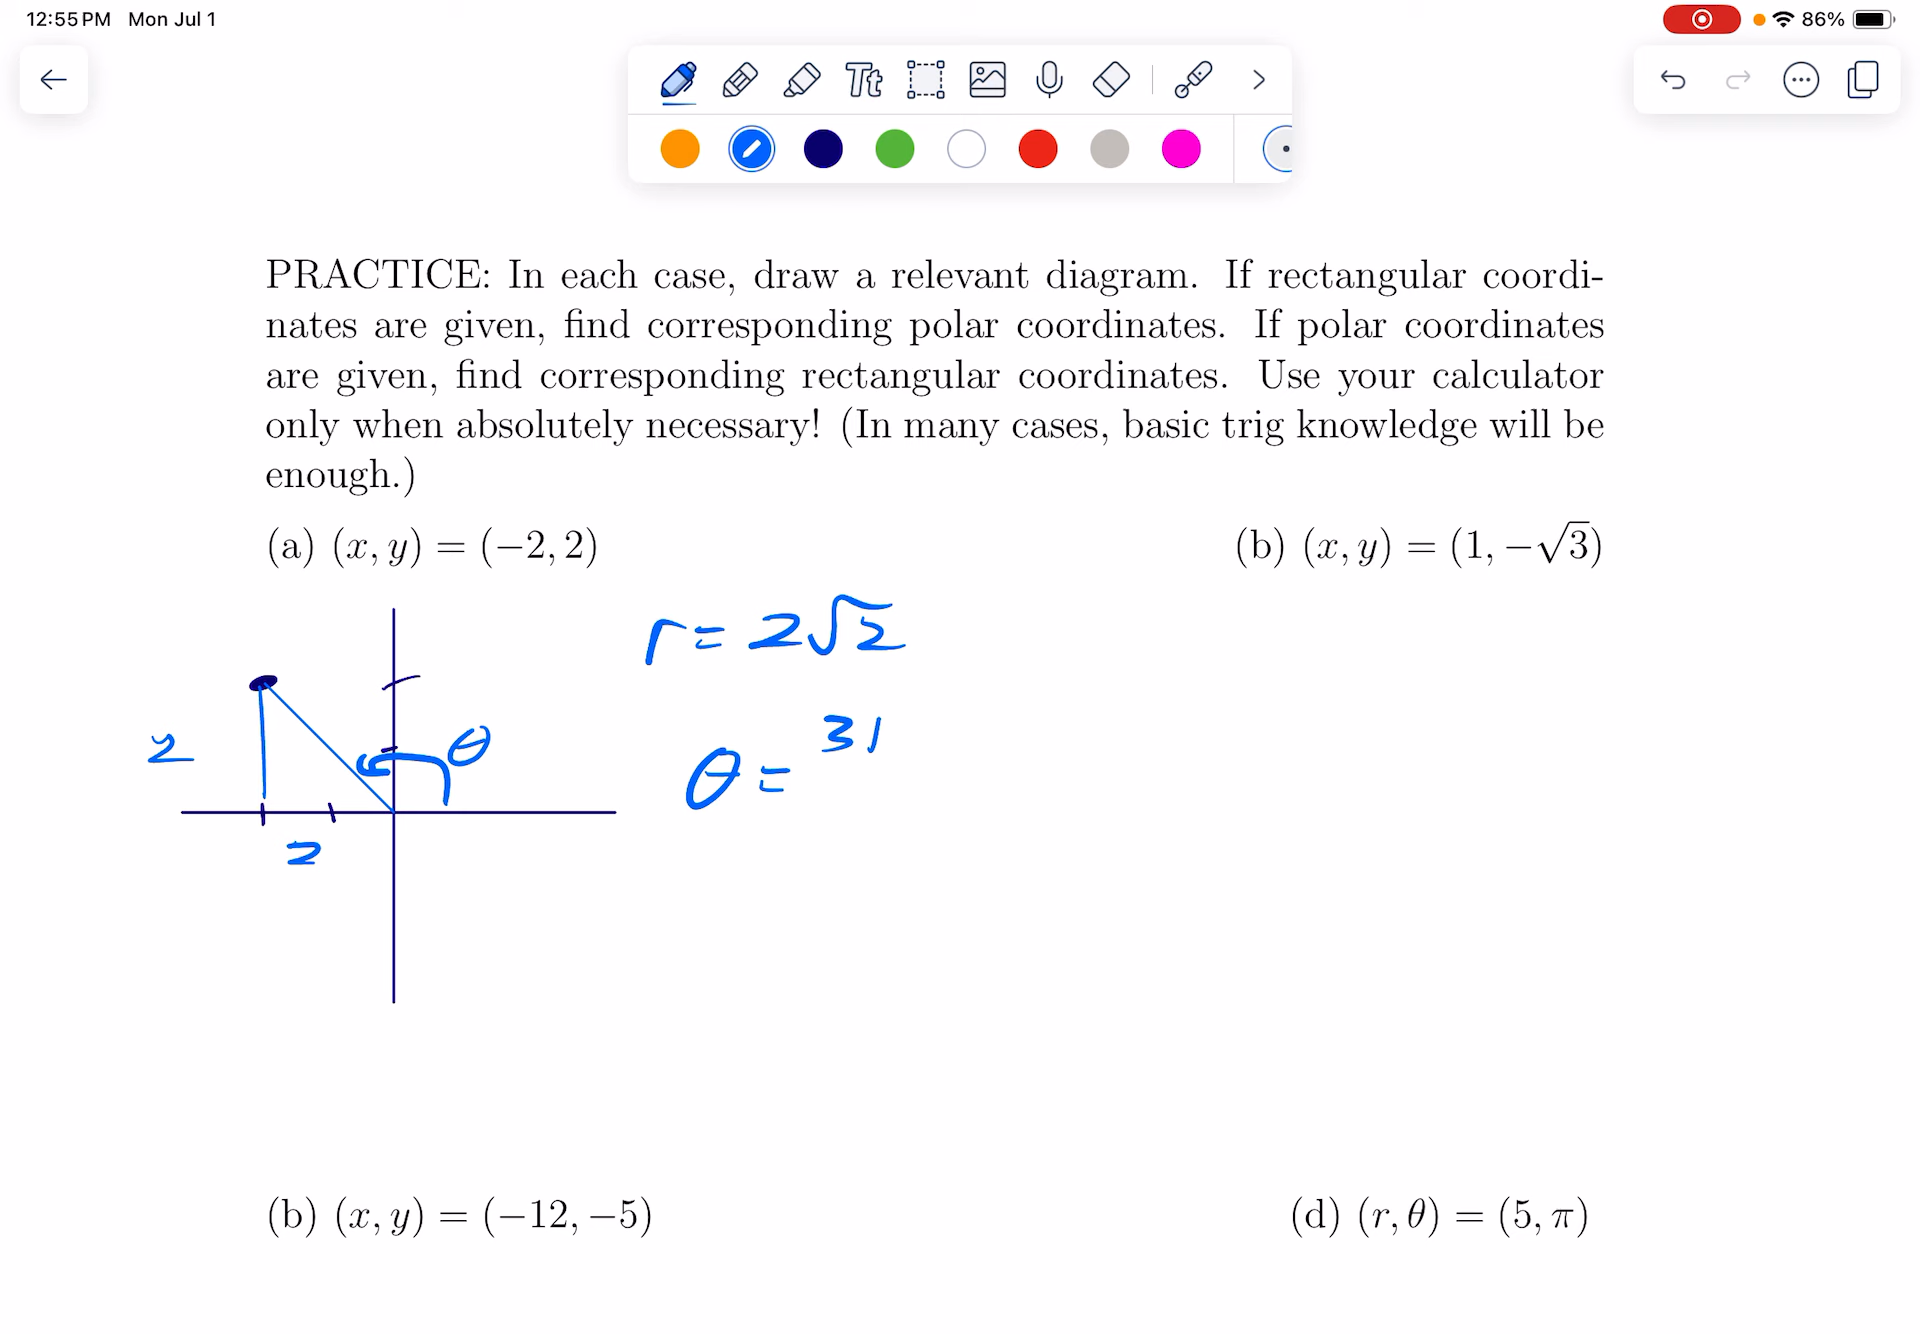 12:55 PM Mon Jul 1
86%
Tt
PRACTICE: In each case, draw a relevant diagram. If rectangular coordi-
nates are given, find corresponding polar coordinates. If polar coordinates
are given, find corresponding rectangular coordinates. Use your calculator
only when absolutely necessary! (In many cases, basic trig knowledge will be
enough.)
(a) (x, y) = (−2, 2)
(b) (x, y) = (1, −√3)
r = 2√2
2
θ
θ = 3
2
(b) (x, y) = (−12, −5)
(d) (r, θ) = (5, π)